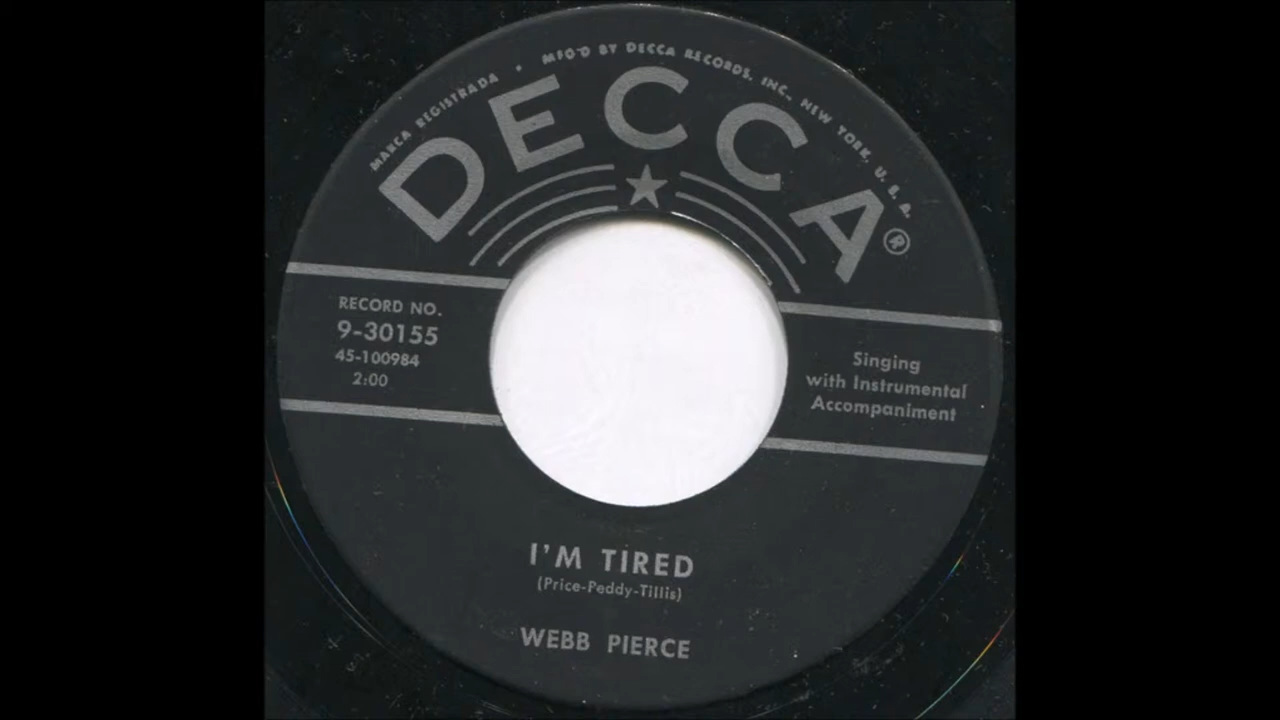 MARCA REGISTRADA • MFG'D BY DECCA RECORDS, INC., NEW YORK, U.S.A.
DECCA®
RECORD NO.
9-30155
45-100984
2:00
Singing
with Instrumental
Accompaniment
I'M TIRED
(Price-Peddy-Tillis)
WEBB PIERCE